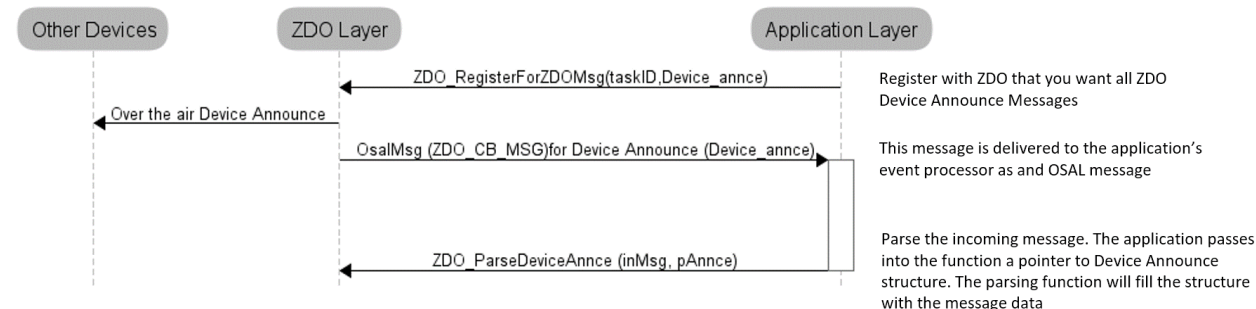 Other Devices
ZDO Layer
Application Layer
ZDO_RegisterForZDOMsg(taskID,Device_annce)
Register with ZDO that you want all ZDO
Device Announce Messages
Over the air Device Announce
OsalMsg (ZDO_CB_MSG)for Device Announce (Device_annce)
This message is delivered to the application's
event processor as and OSAL message
ZDO_ParseDeviceAnnce (inMsg, pAnnce)
Parse the incoming message. The application passes
into the function a pointer to Device Announce
structure. The parsing function will fill the structure
with the message data